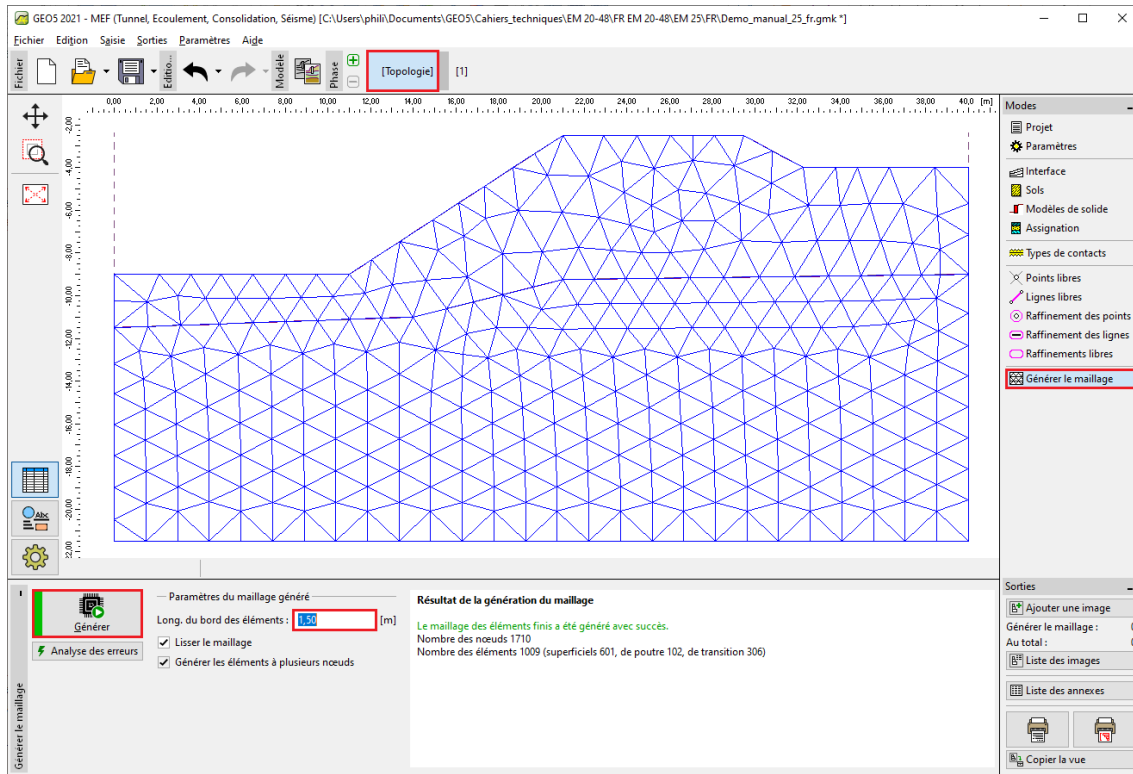 GEO5 2021 - MEF (Tunnel, Ecoulement, Consolidation, Séisme) [C:\Users\phili\Documents\GEO5\Cahiers_techniques\EM 20-48\FR EM 20-48\EM 25\FR\Demo_manual_25_fr.gmk *]
Fichier Edition Saisie Sorties Paramètres Aide
Fichier
Editio...
Modèle
Phase
[Topologie] [1]
0,00 2,00 4,00 6,00 8,00 10,00 12,00 14,00 16,00 18,00 20,00 22,00 24,00 26,00 28,00 30,00 32,00 34,00 36,00 38,00 40,0 [m]
-2,00
-4,00
-6,00
-8,00
-10,00
-12,00
-14,00
-16,00
-18,00
-20,00
22,00
Abc
Modes
Projet
Paramètres
Interface
Sols
Modèles de solide
Assignation
Types de contacts
Points libres
Lignes libres
Raffinement des points
Raffinement des lignes
Raffinements libres
Générer le maillage
Générer le maillage
Générer
Analyse des erreurs
Paramètres du maillage généré
Long. du bord des éléments : 1,50 [m]
Lisser le maillage
Générer les éléments à plusieurs nœuds
Résultat de la génération du maillage
Le maillage des éléments finis a été généré avec succès.
Nombre des nœuds 1710
Nombre des éléments 1009 (superficiels 601, de poutre 102, de transition 306)
Sorties
Ajouter une image
Générer le maillage :
Au total :
Liste des images
Liste des annexes
Copier la vue